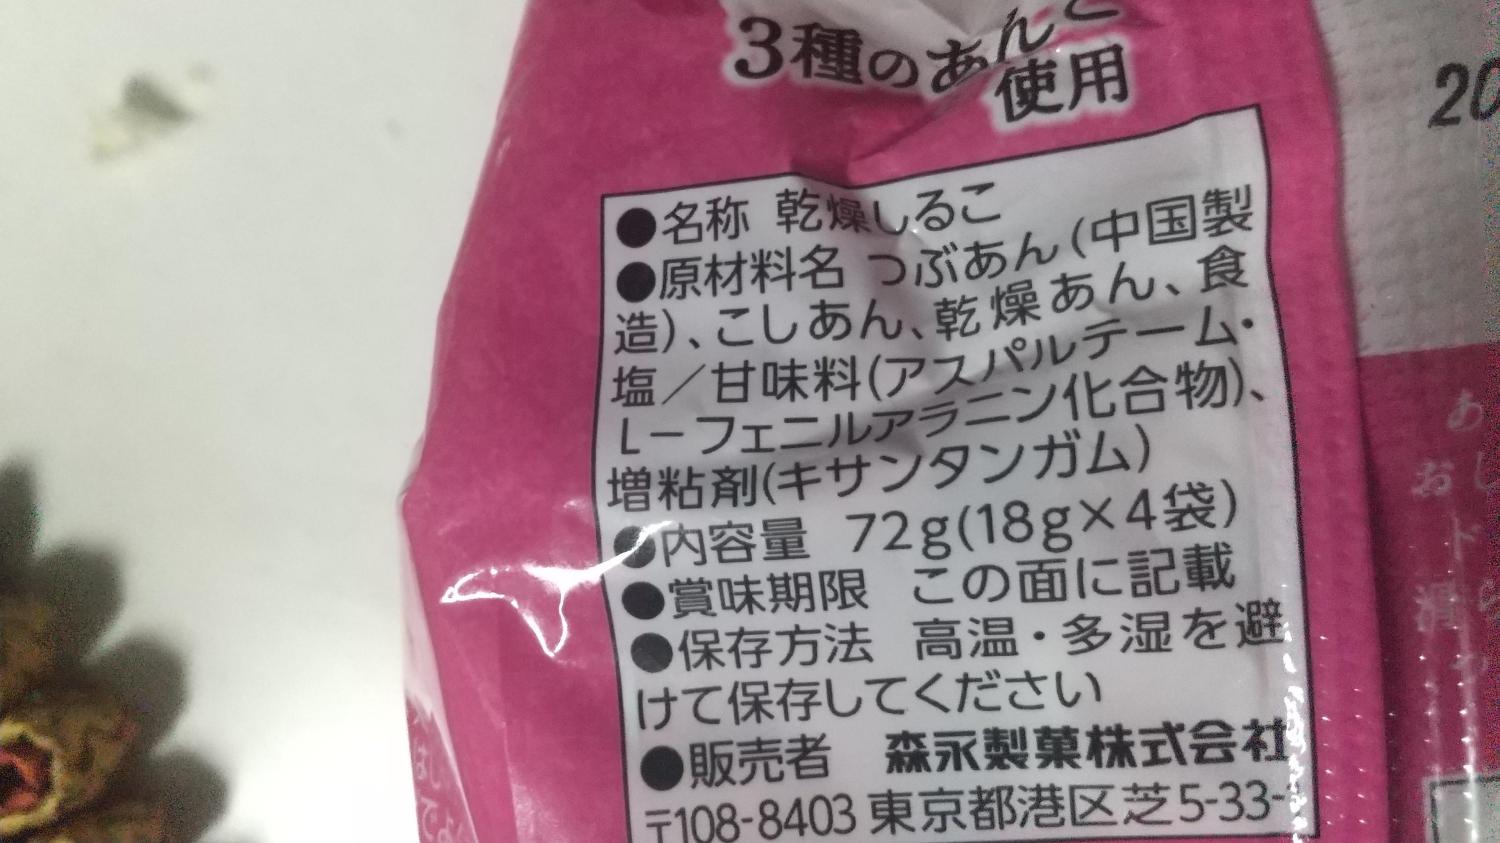 3種のあんこ
使用
20
●名称 乾燥しるこ
●原材料名 つぶあん(中国製
造)、こしあん、乾燥あん、食
塩/甘味料(アスパルテーム・
L-フェニルアラニン化合物)、
増粘剤(キサンタンガム)
●内容量 72g(18g×4袋)
●賞味期限 この面に記載
●保存方法 高温・多湿を避
けて保存してください
●販売者 森永製菓株式会社
〒108-8403 東京都港区芝5-33-